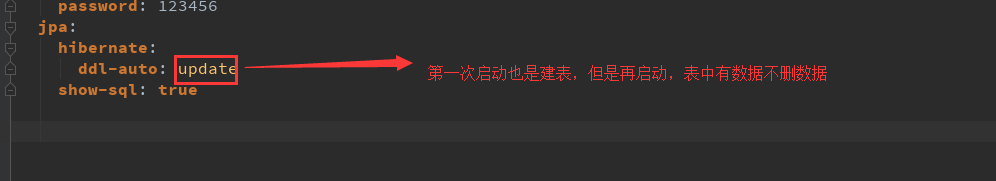 password: 123456
jpa:
hibernate:
ddl-auto: update
第一次启动也是建表，但是再启动，表中有数据不删数据
show-sql: true